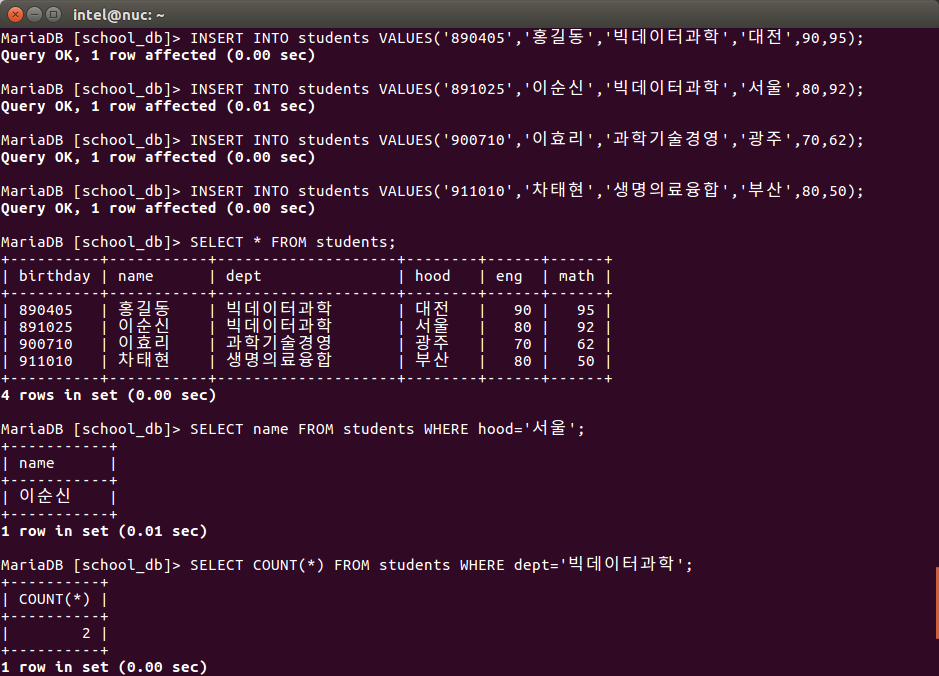 intel@nuc: ~
MariaDB [school_db]> INSERT INTO students VALUES('890405','홍길동','빅데이터과학','대전',90,95);
Query OK, 1 row affected (0.00 sec)
MariaDB [school_db]> INSERT INTO students VALUES('891025','이순신','빅데이터과학','서울',80,92);
Query OK, 1 row affected (0.01 sec)
MariaDB [school_db]> INSERT INTO students VALUES('900710','이효리','과학기술경영','광주',70,62);
Query OK, 1 row affected (0.00 sec)
MariaDB [school_db]> INSERT INTO students VALUES('911010','차태현','생명의료융합','부산',80,50);
Query OK, 1 row affected (0.00 sec)
MariaDB [school_db]> SELECT * FROM students;
+----------+-----------+--------------------+--------+------+------+
| birthday | name      | dept               | hood   | eng  | math |
+----------+-----------+--------------------+--------+------+------+
| 890405   | 홍길동    | 빅데이터과학       | 대전   |   90 |   95 |
| 891025   | 이순신    | 빅데이터과학       | 서울   |   80 |   92 |
| 900710   | 이효리    | 과학기술경영       | 광주   |   70 |   62 |
| 911010   | 차태현    | 생명의료융합       | 부산   |   80 |   50 |
+----------+-----------+--------------------+--------+------+------+
4 rows in set (0.00 sec)
MariaDB [school_db]> SELECT name FROM students WHERE hood='서울';
+-----------+
| name      |
+-----------+
| 이순신    |
+-----------+
1 row in set (0.01 sec)
MariaDB [school_db]> SELECT COUNT(*) FROM students WHERE dept='빅데이터과학';
+----------+
| COUNT(*) |
+----------+
|        2 |
+----------+
1 row in set (0.00 sec)